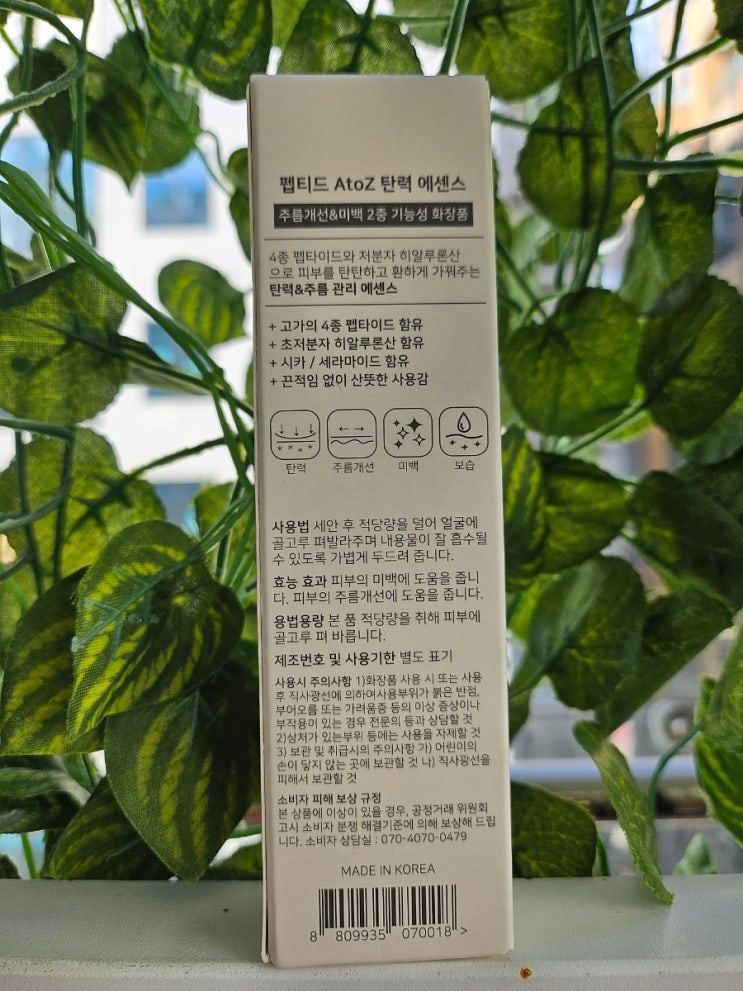 펩티드 AtoZ 탄력 에센스
주름개선&미백 2중 기능성 화장품
4종 펩타이드와 저분자 히알루론산
으로 피부를 탄탄하고 환하게 가꿔주는
탄력&주름 관리 에센스
+ 고가의 4종 펩타이드 함유
+ 초저분자 히알루론산 함유
+ 시카 / 세라마이드 함유
+ 끈적임 없이 산뜻한 사용감
탄력 주름개선 미백 보습
사용법 세안 후 적당량을 덜어 얼굴에
골고루 펴발라주며 내용물이 잘 흡수될
수 있도록 가볍게 두드려 줍니다.
효능 효과 피부의 미백에 도움을 줍니
다. 피부의 주름개선에 도움을 줍니다.
용법용량 본 품 적당량을 취해 피부에
골고루 펴 바릅니다.
제조번호 및 사용기한 별도 표기
사용시 주의사항 1)화장품 사용 시 또는 사용
후 직사광선에 의하여사용부위가 붉은 반점,
부어오름 또는 가려움증 등의 이상 증상이나
부작용이 있는 경우 전문의 등과 상담할 것
2)상처가 있는부위 등에는 사용을 자제할 것
3) 보관 및 취급시의 주의사항 가) 어린이의
손이 닿지 않는 곳에 보관할 것 나) 직사광선을
피해서 보관할 것
소비자 피해 보상 규정
본 상품에 이상이 있을 경우, 공정거래 위원회
고시 소비자 분쟁 해결기준에 의해 보상해 드립
니다. 소비자 상담실 : 070-4070-0479
MADE IN KOREA
8 809935 070018 >